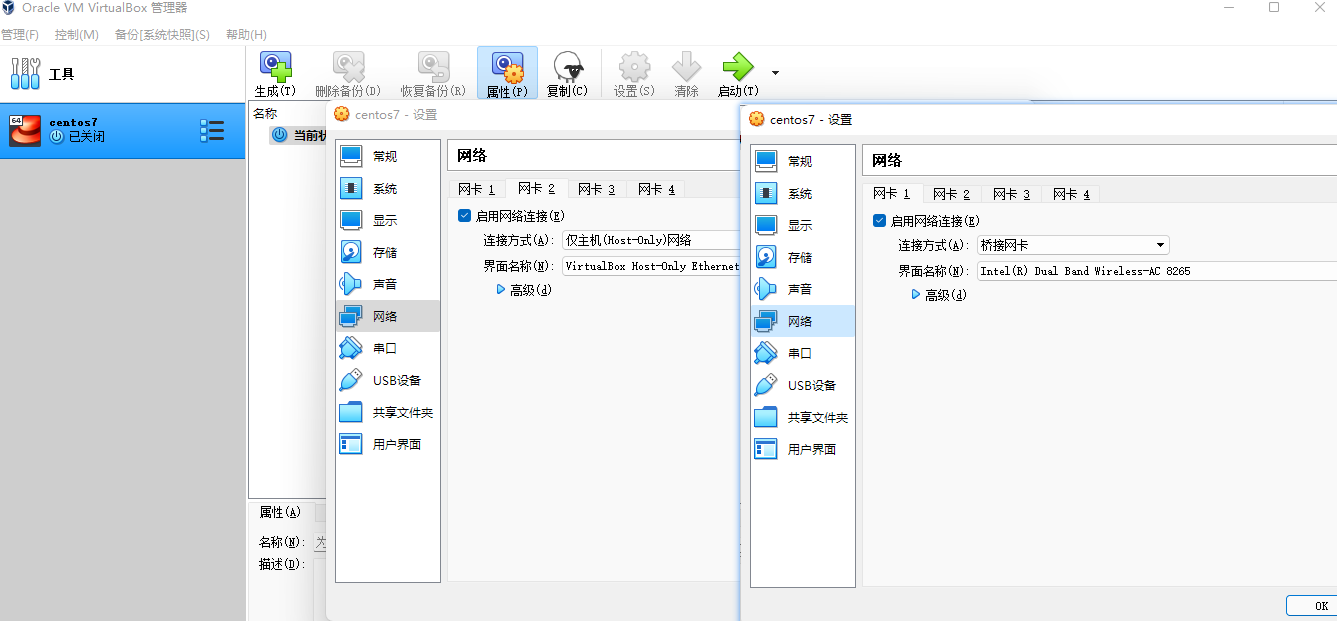 Oracle VM VirtualBox 管理器
管理(F) 控制(M) 备份[系统快照](S) 帮助(H)
工具
生成(T) 删除备份(D) 恢复备份(R) 属性(P) 复制(C) 设置(S) 清除 启动(T)
64
centos7
已关闭
名称
当前状
属性(A)
名称(N):
描述(D):
centos7 - 设置
常规
系统
显示
存储
声音
网络
串口
USB设备
共享文件夹
用户界面
网络
网卡 1 网卡 2 网卡 3 网卡 4
启用网络连接(E)
连接方式(A): 仅主机(Host-Only)网络
界面名称(N): VirtualBox Host-Only Ethernet
高级(d)
centos7 - 设置
常规
系统
显示
存储
声音
网络
串口
USB设备
共享文件夹
用户界面
网络
网卡 1 网卡 2 网卡 3 网卡 4
启用网络连接(E)
连接方式(A): 桥接网卡
界面名称(N): Intel(R) Dual Band Wireless-AC 8265
高级(d)
OK